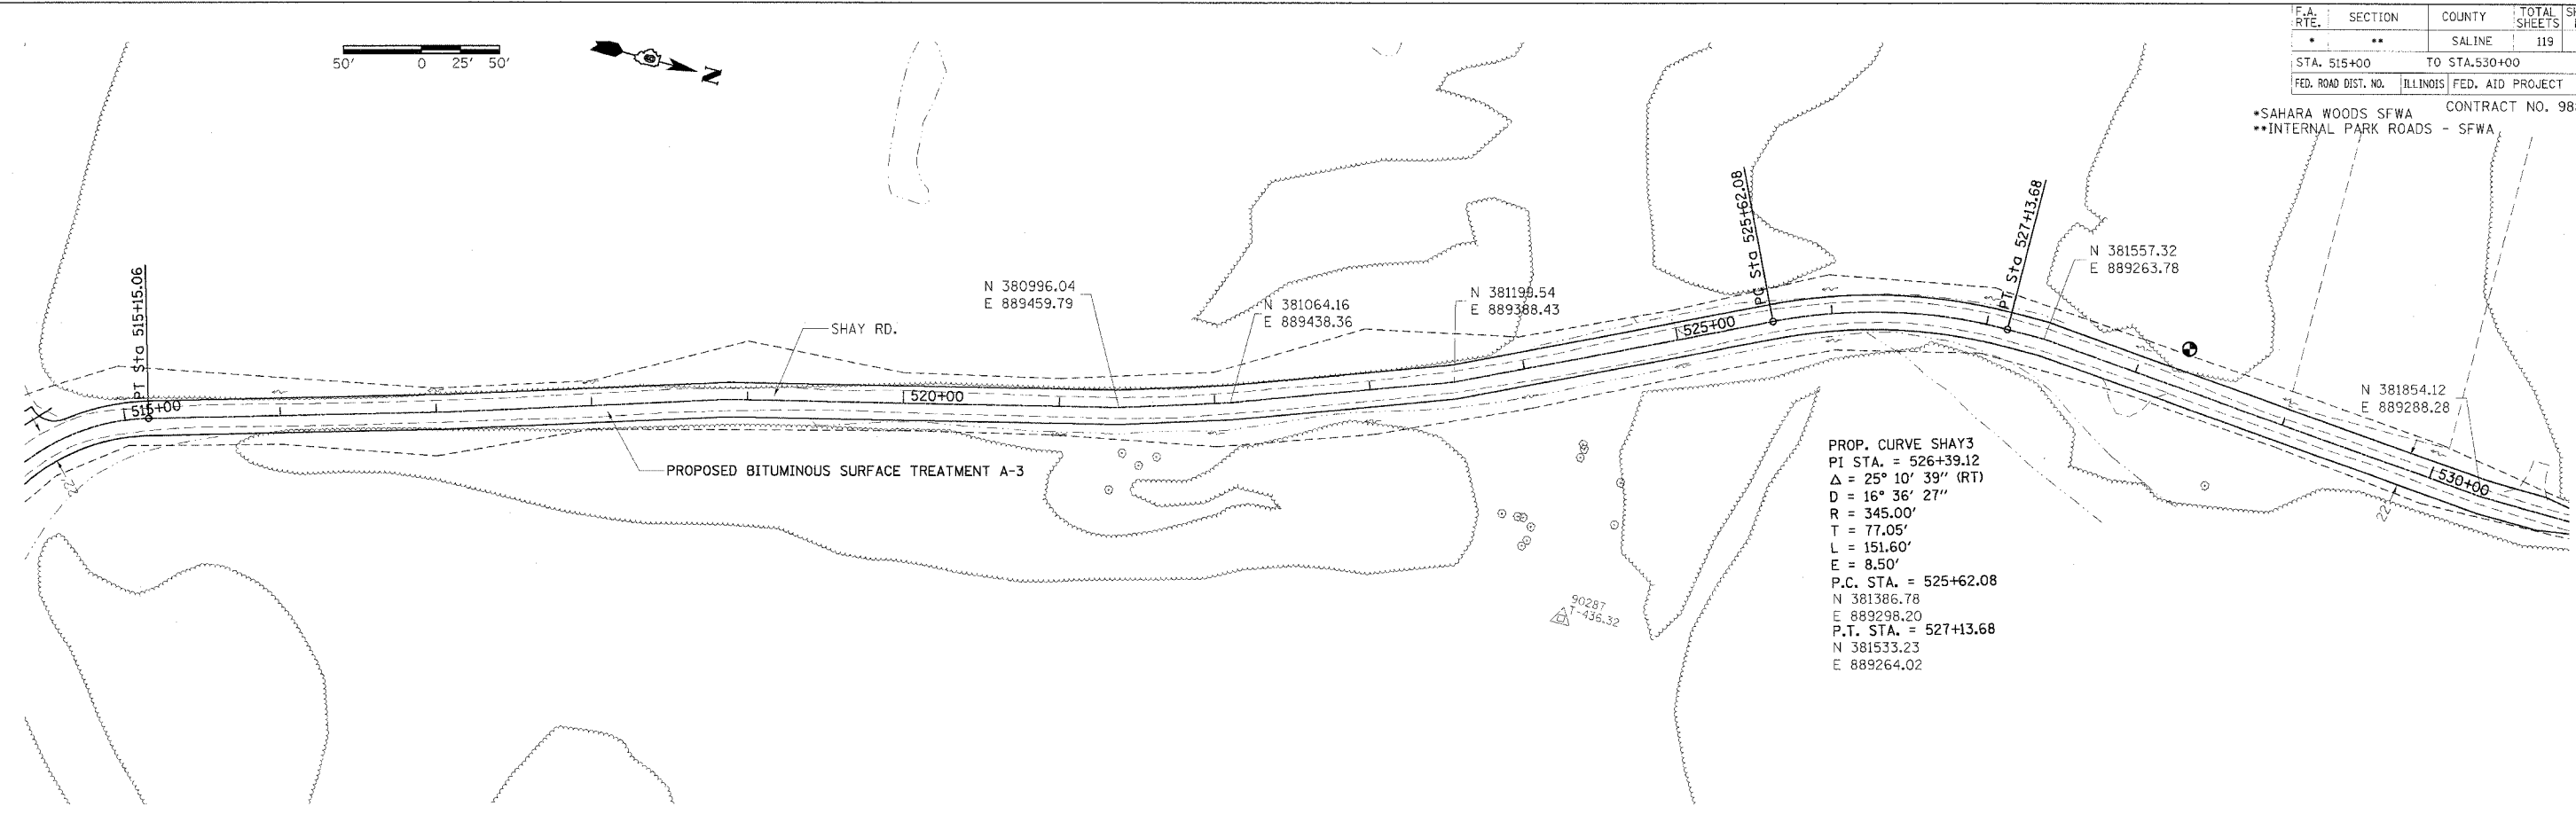 F.A. RTE. SECTION COUNTY TOTAL SHEETS
* ** SALINE 119
STA. 515+00 TO STA.530+00
FED. ROAD DIST. NO. ILLINOIS FED. AID PROJECT
CONTRACT NO. 98
*SAHARA WOODS SFWA
**INTERNAL PARK ROADS - SFWA
50' 0 25' 50'
N
PT Sta 515+15.06
515+00
22'
SHAY RD.
PROPOSED BITUMINOUS SURFACE TREATMENT A-3
520+00
N 380996.04
E 889459.79
N 381064.16
E 889438.36
N 381199.54
E 889388.43
525+00
PC Sta 525+62.08
PT Sta 527+13.68
N 381557.32
E 889263.78
N 381854.12
E 889288.28
530+00
22'
90287
T-436.32
PROP. CURVE SHAY3
PI STA. = 526+39.12
Δ = 25° 10' 39" (RT)
D = 16° 36' 27"
R = 345.00'
T = 77.05'
L = 151.60'
E = 8.50'
P.C. STA. = 525+62.08
N 381386.78
E 889298.20
P.T. STA. = 527+13.68
N 381533.23
E 889264.02